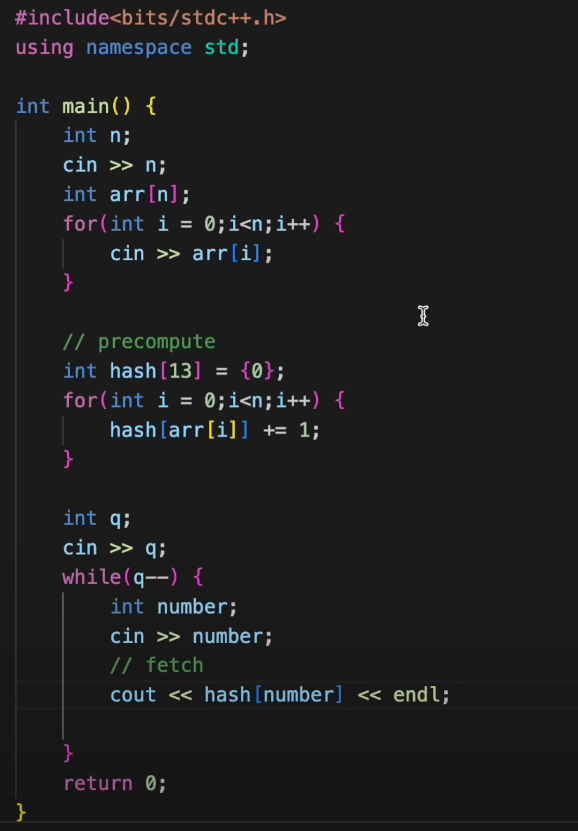 #include<bits/stdc++.h>
using namespace std;
int main() {
    int n;
    cin >> n;
    int arr[n];
    for(int i = 0;i<n;i++) {
        cin >> arr[i];
    }
    // precompute
    int hash[13] = {0};
    for(int i = 0;i<n;i++) {
        hash[arr[i]] += 1;
    }
    int q;
    cin >> q;
    while(q--) {
        int number;
        cin >> number;
        // fetch
        cout << hash[number] << endl;
    }
    return 0;
}